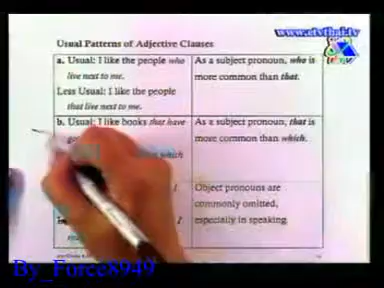 www.etvthai.tv
Usual Patterns of Adjective Clauses
a. Usual: I like the people who
live next to me.
Less Usual: I like the people
that live next to me.
As a subject pronoun, who is
more common than that.
b. Usual: I like books that have
which
As a subject pronoun, that is
more common than which.
I
I
Object pronouns are
commonly omitted,
especially in speaking.
By_Force8949